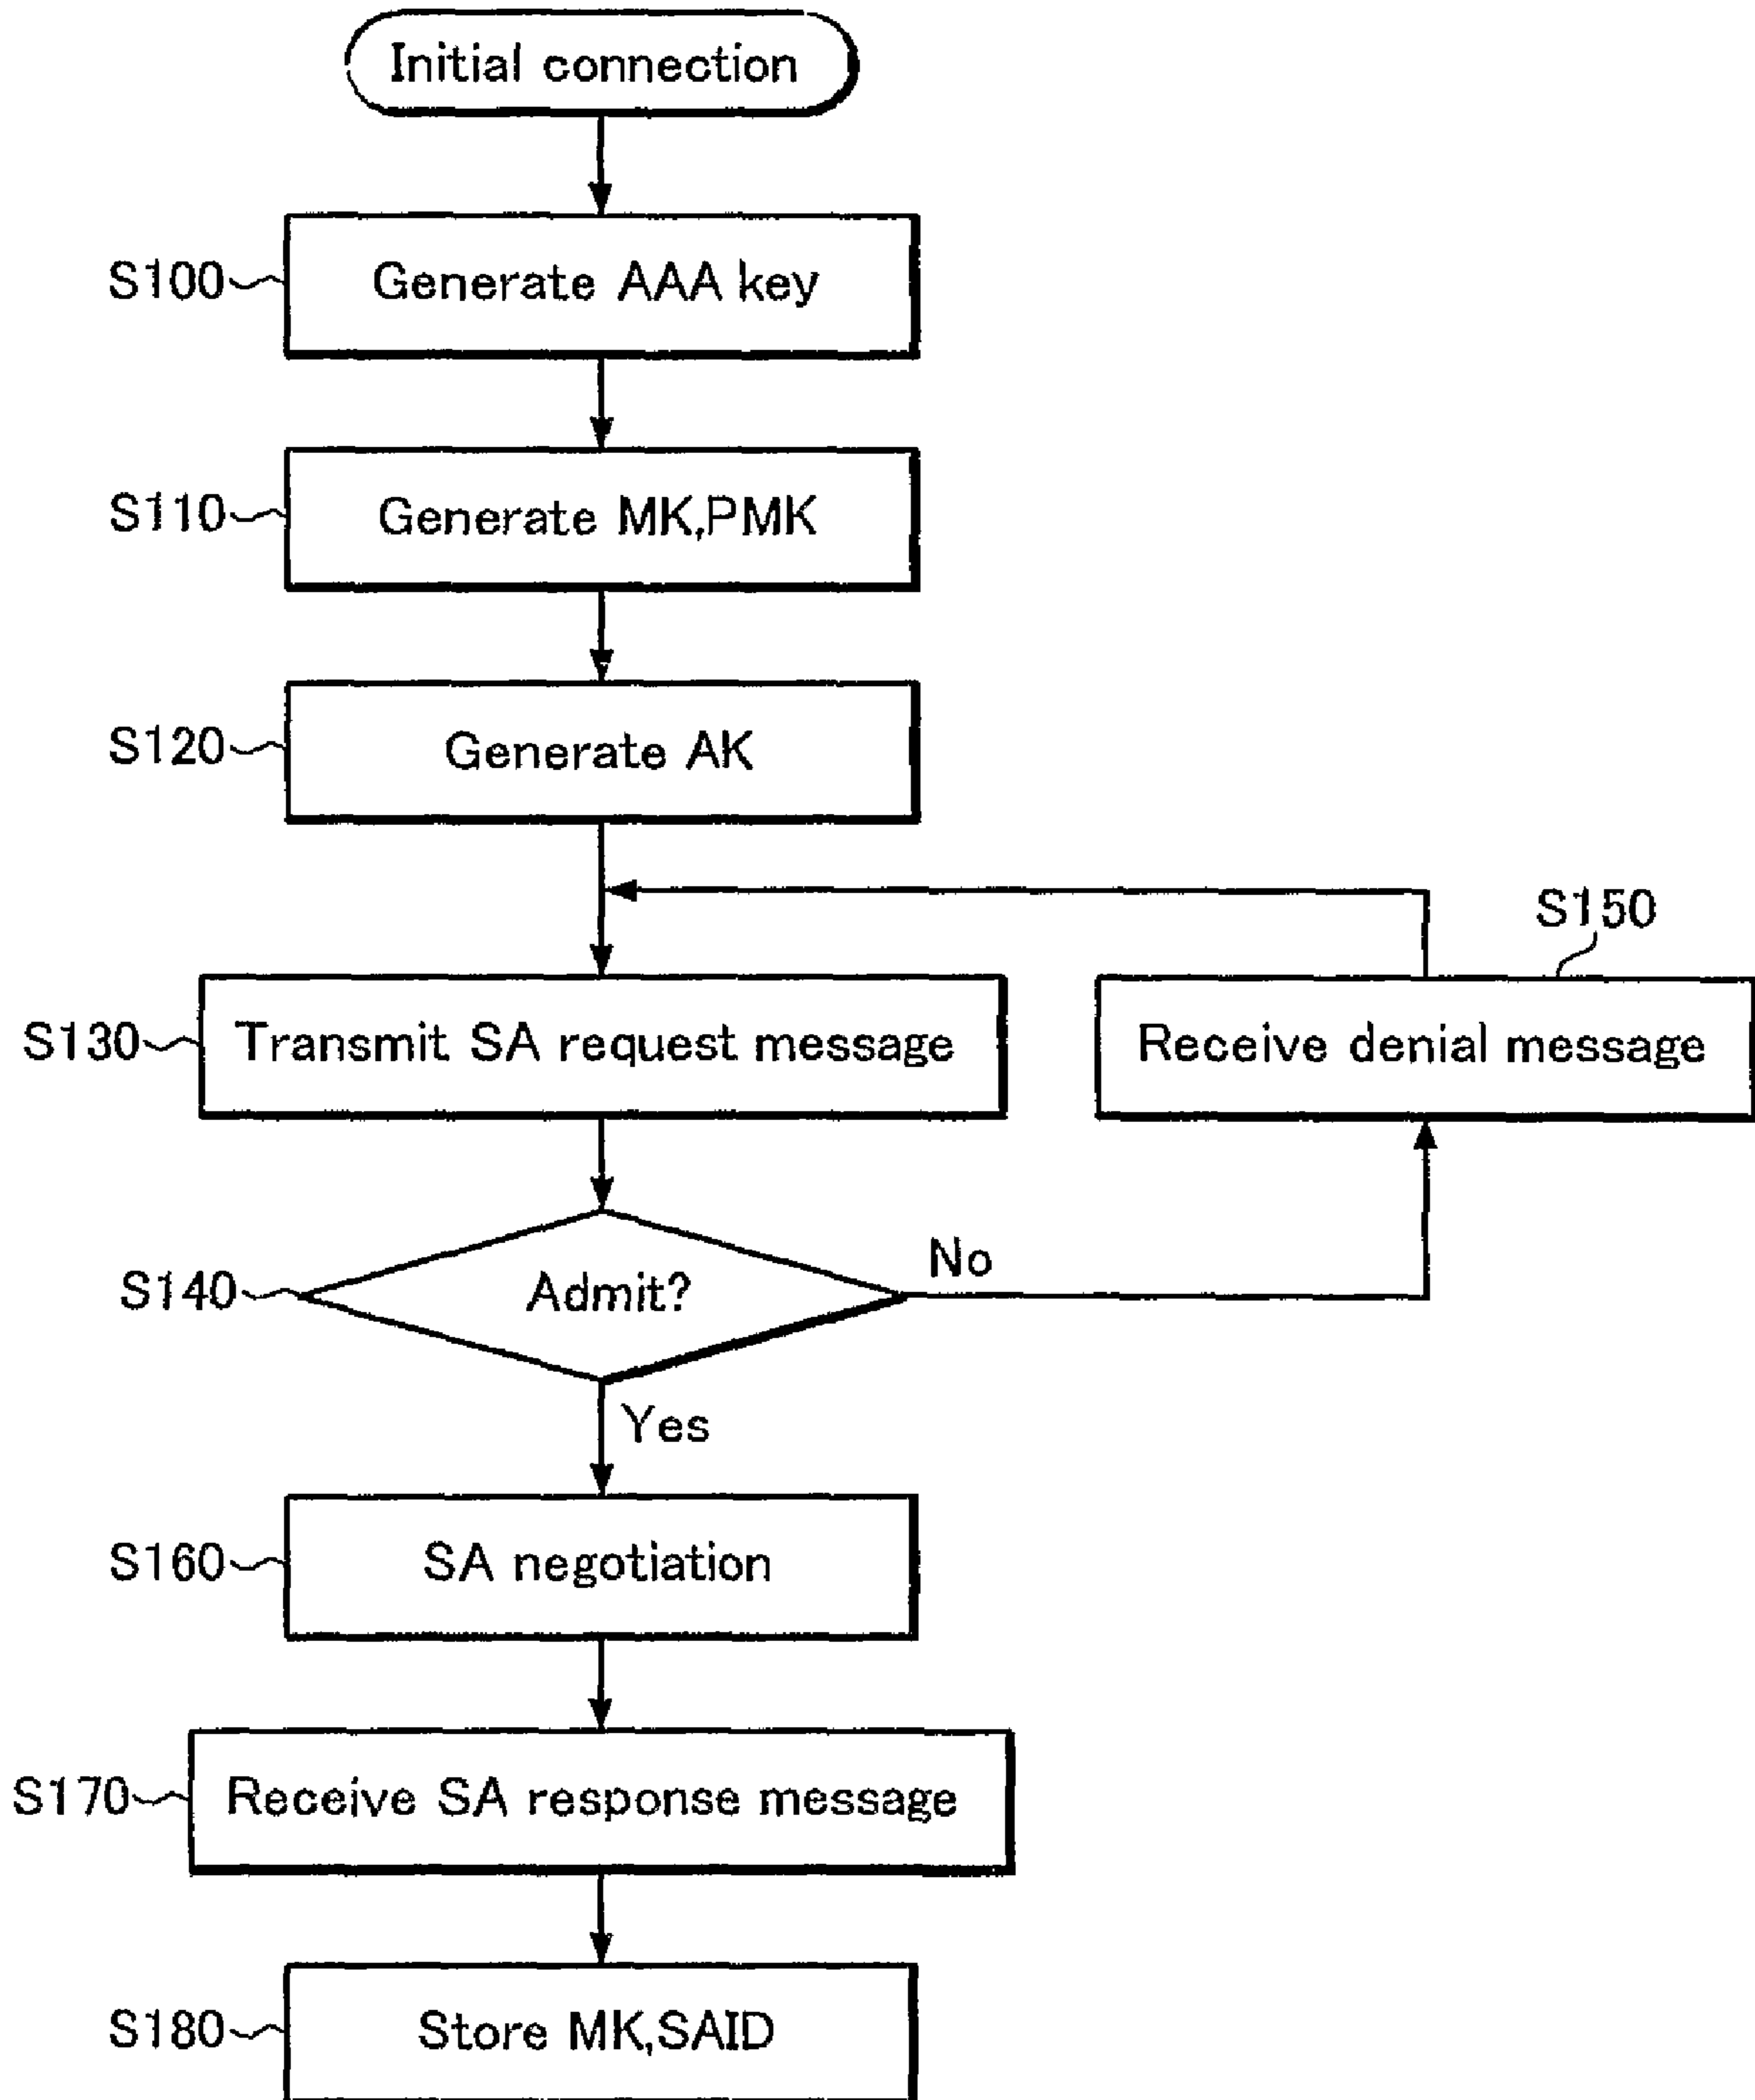 Initial connection
S100
Generate AAA key
S110
Generate MK,PMK
S120
Generate AK
S150
S130
Transmit SA request message
Receive denial message
S140
Admit?
No
Yes
S160
SA negotiation
S170
Receive SA response message
S180
Store MK,SAID